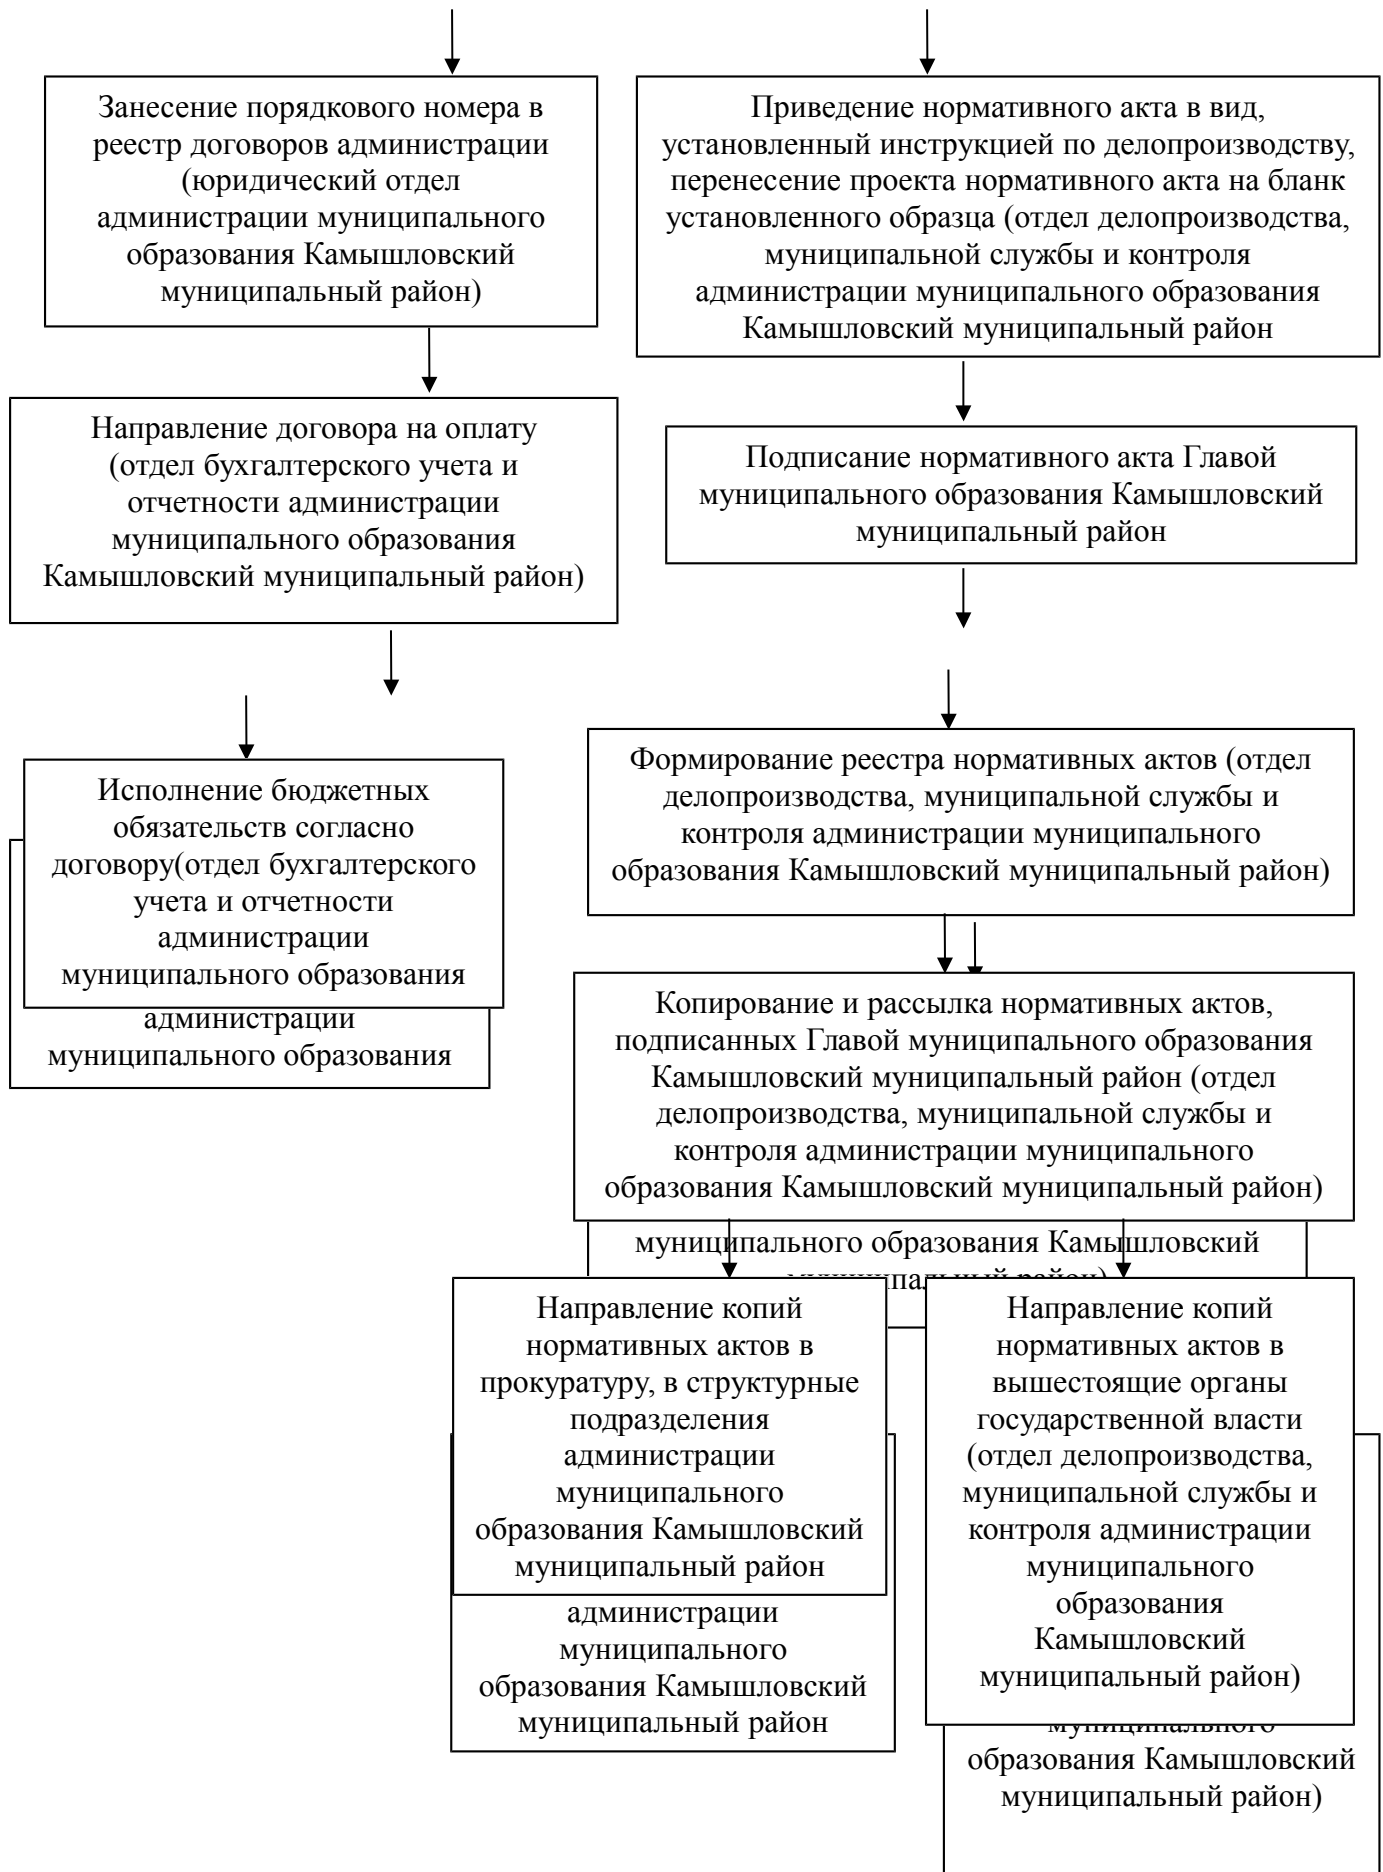 Занесение порядкового номера в
реестр договоров администрации
(юридический отдел
администрации муниципального
образования Камышловский
муниципальный район)
Приведение нормативного акта в вид,
установленный инструкцией по делопроизводству,
перенесение проекта нормативного акта на бланк
установленного образца (отдел делопроизводства,
муниципальной службы и контроля
администрации муниципального образования
Камышловский муниципальный район
Направление договора на оплату
(отдел бухгалтерского учета и
отчетности администрации
муниципального образования
Камышловский муниципальный район)
Подписание нормативного акта Главой
муниципального образования Камышловский
муниципальный район
Исполнение бюджетных
обязательств согласно
договору(отдел бухгалтерского
учета и отчетности
администрации
муниципального образования
администрации
муниципального образования
Формирование реестра нормативных актов (отдел
делопроизводства, муниципальной службы и
контроля администрации муниципального
образования Камышловский муниципальный район)
Копирование и рассылка нормативных актов,
подписанных Главой муниципального образования
Камышловский муниципальный район (отдел
делопроизводства, муниципальной службы и
контроля администрации муниципального
образования Камышловский муниципальный район)
муниципального образования Камышловский
муниципальный район)
Направление копий
нормативных актов в
прокуратуру, в структурные
подразделения
администрации
муниципального
образования Камышловский
муниципальный район
администрации
муниципального
образования Камышловский
муниципальный район
Направление копий
нормативных актов в
вышестоящие органы
государственной власти
(отдел делопроизводства,
муниципальной службы и
контроля администрации
муниципального
образования
Камышловский
муниципальный район)
муниципального
образования Камышловский
муниципальный район)